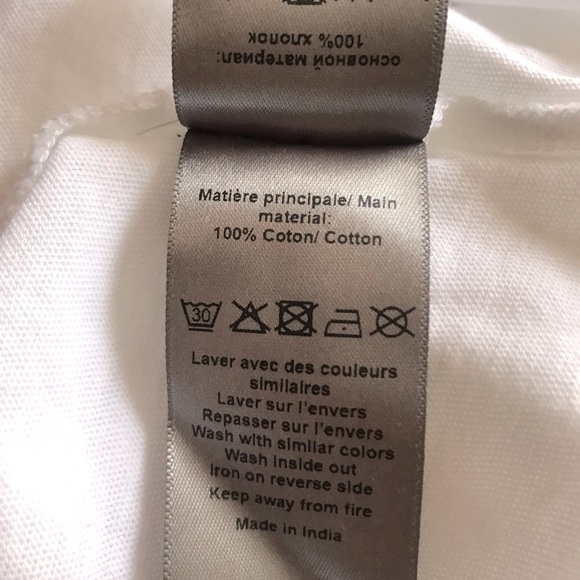 основной материал:
100% хлопок
Matière principale/ Main
material:
100% Coton/ Cotton
30
Laver avec des couleurs
similaires
Laver sur l'envers
Repasser sur l'envers
Wash with similar colors
Wash inside out
Iron on reverse side
Keep away from fire
Made in India